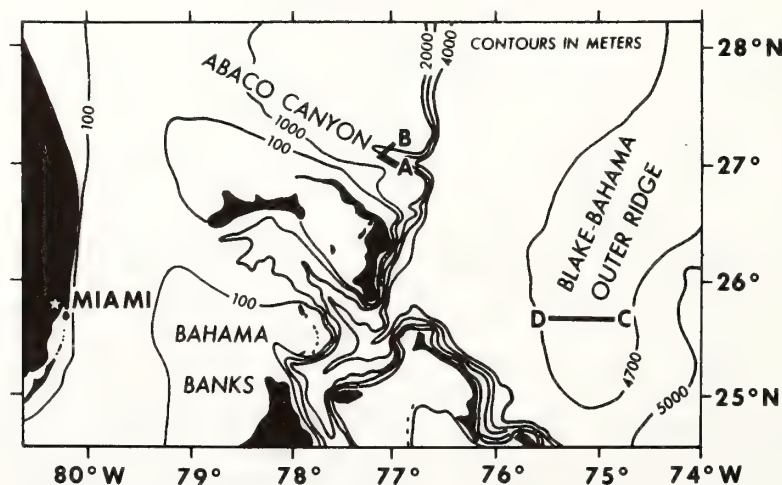 CONTOURS IN METERS
28°N
2000
4000
ABACO CANYON
100
1000
100
B
A
27°
BLAKE-BAHAMA
OUTER RIDGE
26°
MIAMI
100
D
C
BAHAMA
BANKS
4700
5000
25°N
80°W
79°
78°
77°
76°
75°
74°W